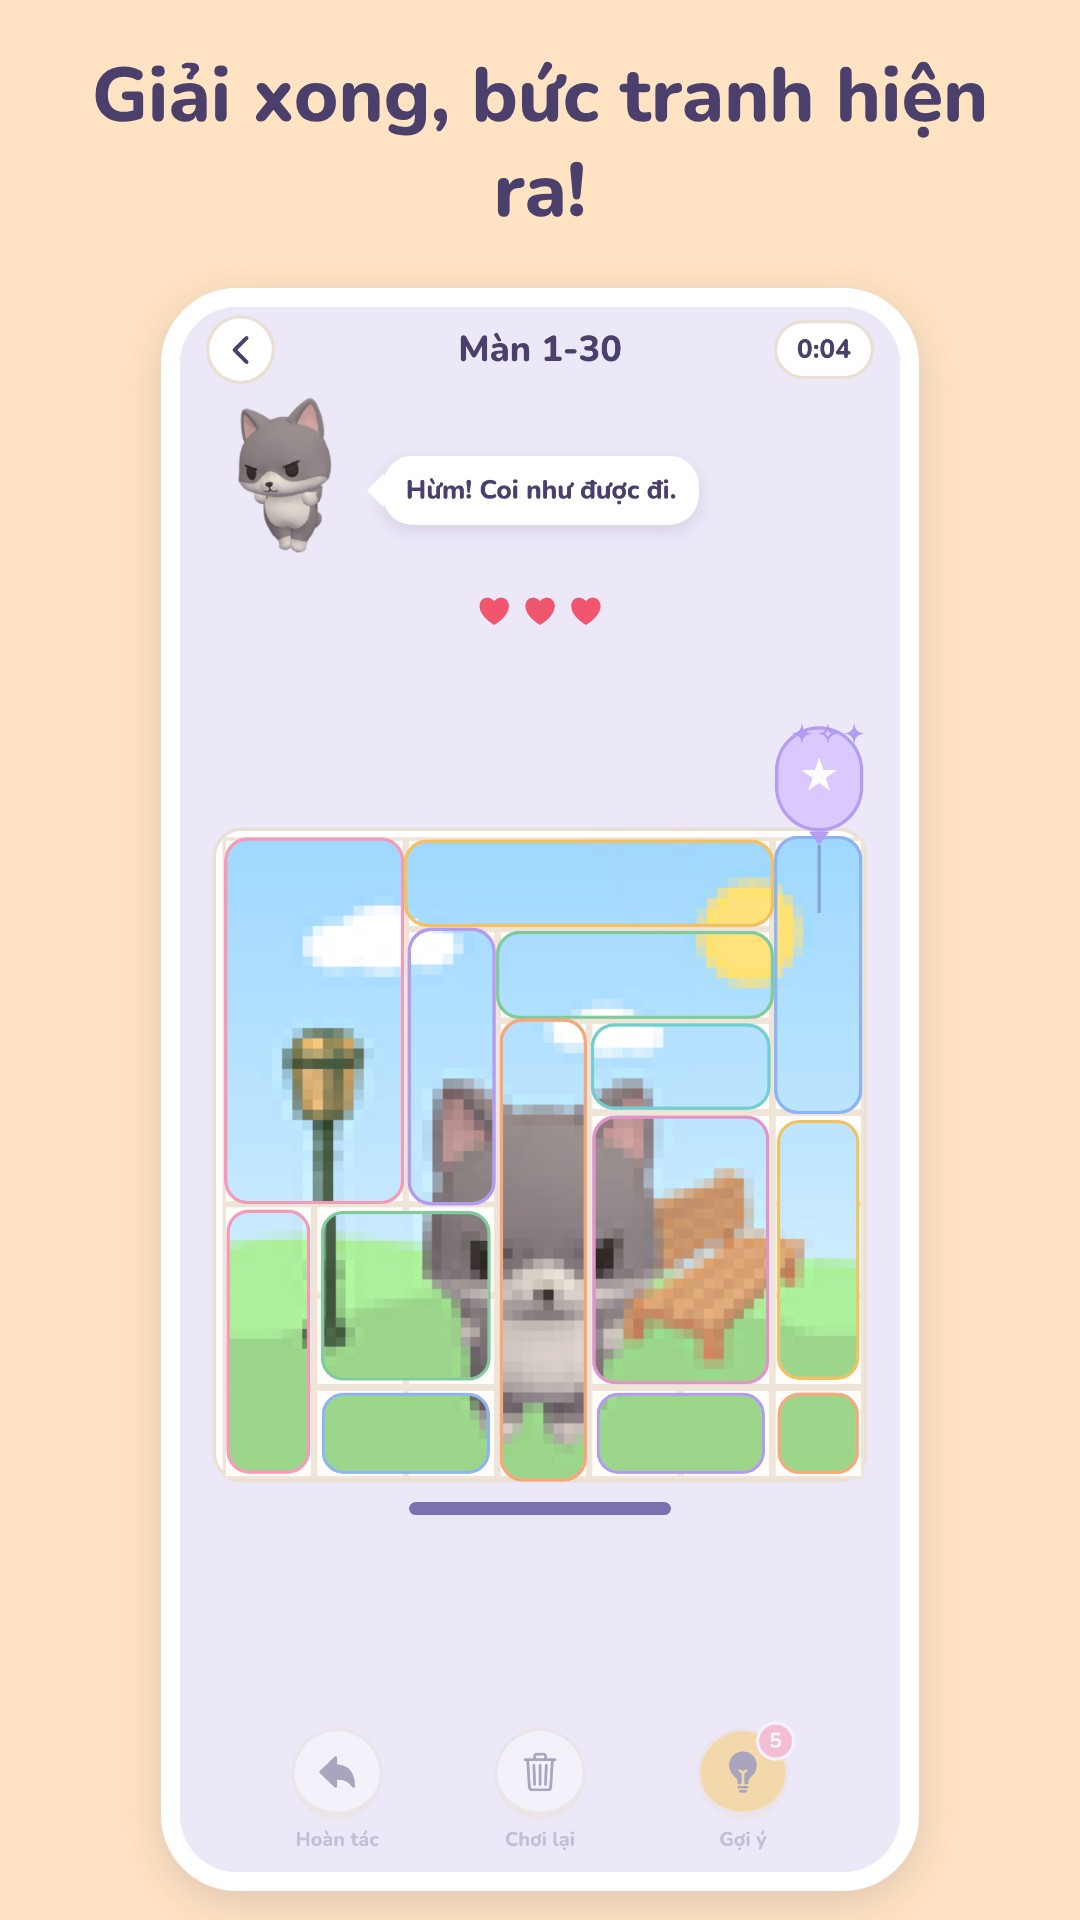 Giải xong, bức tranh hiện
ra!
Màn 1-30
0:04
Hừm! Coi như được đi.
5
Hoàn tác
Chơi lại
Gợi ý